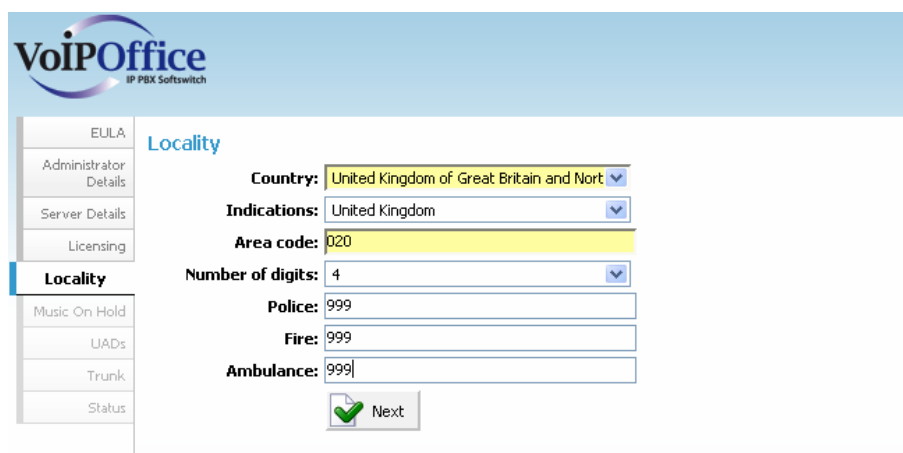 VoIPOffice
IP PBX Softswitch
EULA
Administrator
Details
Server Details
Licensing
Locality
Music On Hold
UADs
Trunk
Status
Locality
Country: United Kingdom of Great Britain and Nort
Indications: United Kingdom
Area code: 020
Number of digits: 4
Police: 999
Fire: 999
Ambulance: 999
Next